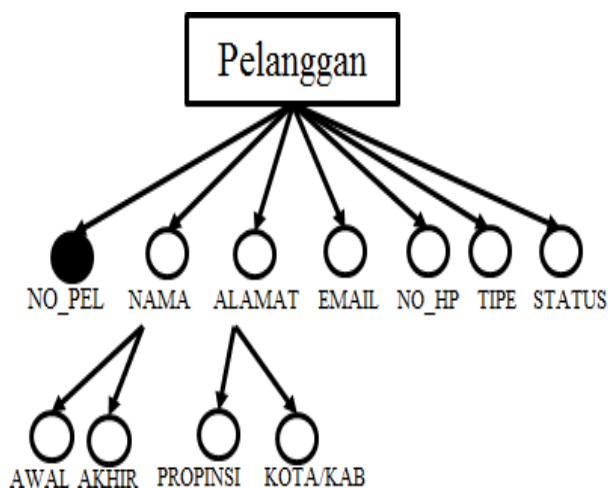 Pelanggan
NO_PEL NAMA ALAMAT EMAIL NO_HP TIPE STATUS
AWAL AKHIR PROPINSI KOTA/KAB